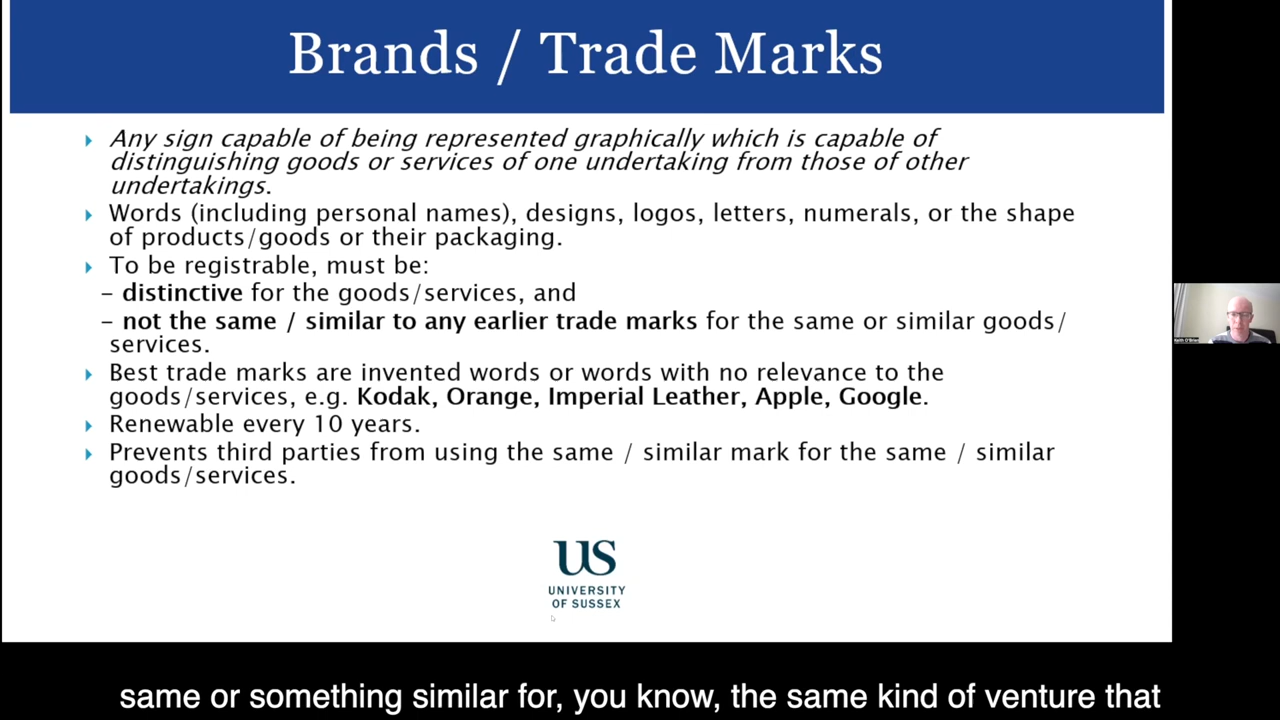 Brands / Trade Marks
Any sign capable of being represented graphically which is capable of
distinguishing goods or services of one undertaking from those of other
undertakings.
Words (including personal names), designs, logos, letters, numerals, or the shape
of products/goods or their packaging.
To be registrable, must be:
– distinctive for the goods/services, and
– not the same / similar to any earlier trade marks for the same or similar goods/
services.
Best trade marks are invented words or words with no relevance to the
goods/services, e.g. Kodak, Orange, Imperial Leather, Apple, Google.
Renewable every 10 years.
Prevents third parties from using the same / similar mark for the same / similar
goods/services.
US
UNIVERSITY
OF SUSSEX
Keith O'Brien
same or something similar for, you know, the same kind of venture that